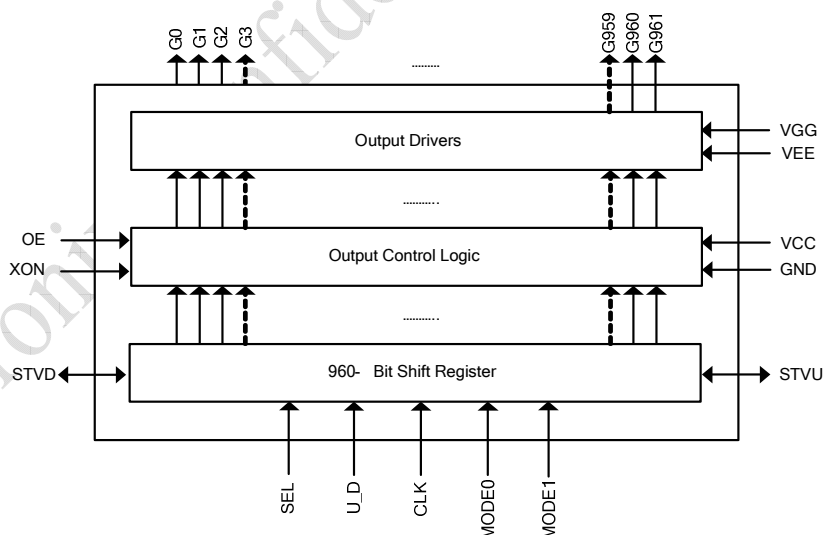 G0 G1 G2 G3 ......... G959 G960 G961
Output Drivers
VGG
VEE
...........
OE
XON
Output Control Logic
VCC
GND
...........
STVD
960- Bit Shift Register
STVU
SEL U_D CLK MODE0 MODE1